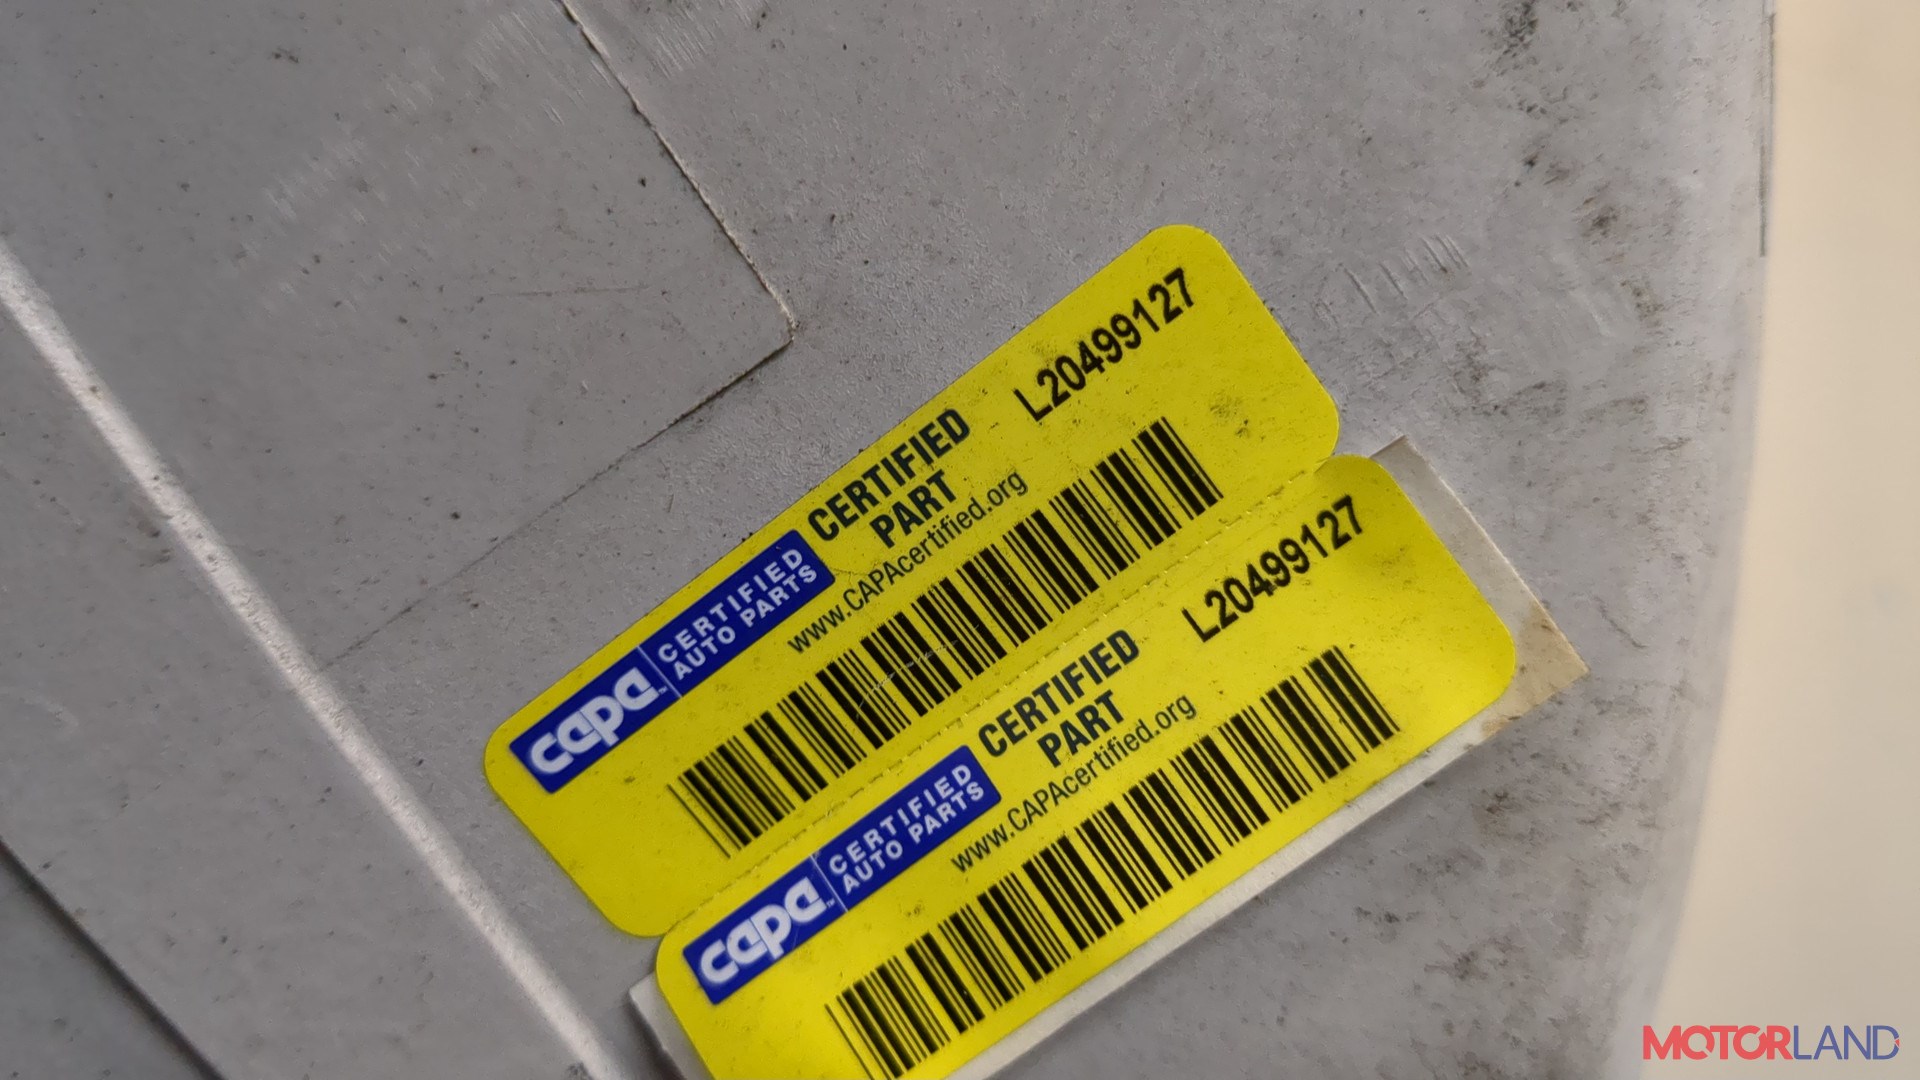 capa CERTIFIED
AUTO PARTS
CERTIFIED
PART
www.CAPAcertified.org
L20499127
capa CERTIFIED
AUTO PARTS
CERTIFIED
PART
www.CAPAcertified.org
L20499127
MOTORLAND